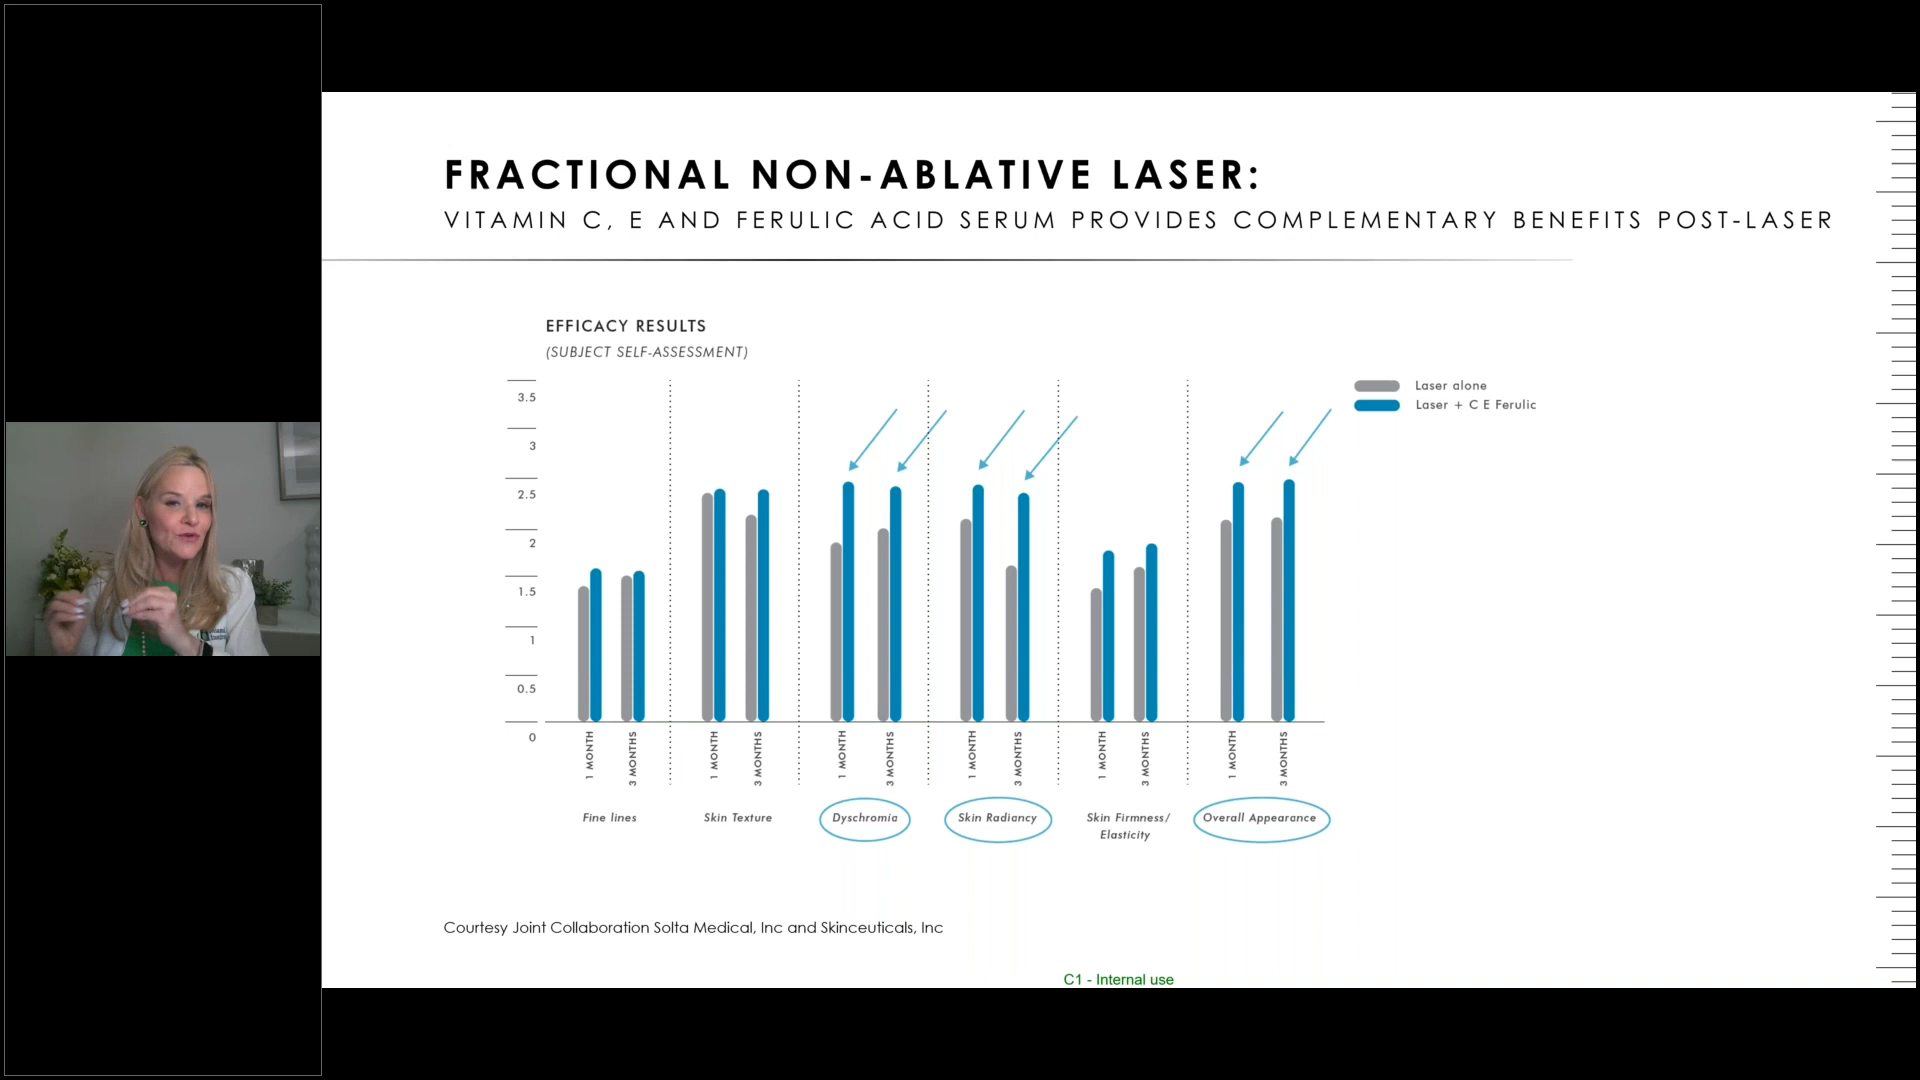 FRACTIONAL NON-ABLATIVE LASER:
VITAMIN C, E AND FERULIC ACID SERUM PROVIDES COMPLEMENTARY BENEFITS POST-LASER
EFFICACY RESULTS
(SUBJECT SELF-ASSESSMENT)
3.5
3
2.5
2
1.5
1
0.5
0
Laser alone
Laser + C E Ferulic
1 MONTH
3 MONTHS
1 MONTH
3 MONTHS
1 MONTH
3 MONTHS
1 MONTH
3 MONTHS
1 MONTH
3 MONTHS
1 MONTH
3 MONTHS
Fine lines
Skin Texture
Dyschromia
Skin Radiancy
Skin Firmness/
Elasticity
Overall Appearance
Courtesy Joint Collaboration Solta Medical, Inc and Skinceuticals, Inc
C1 - Internal use